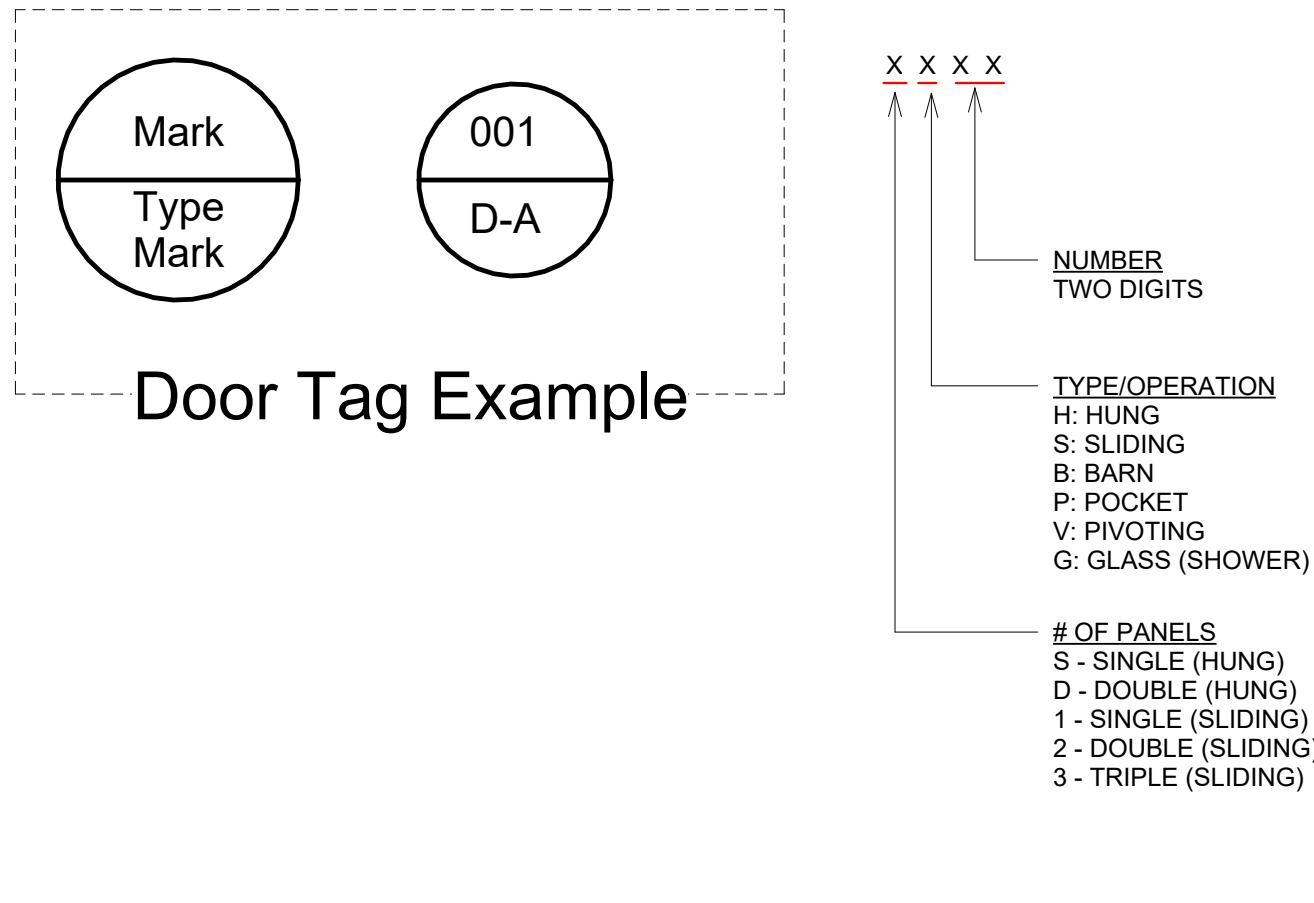 Mark
Type
Mark
001
D-A
Door Tag Example
X X X X
NUMBER
TWO DIGITS
TYPE/OPERATION
H: HUNG
S: SLIDING
B: BARN
P: POCKET
V: PIVOTING
G: GLASS (SHOWER)
# OF PANELS
S - SINGLE (HUNG)
D - DOUBLE (HUNG)
1 - SINGLE (SLIDING)
2 - DOUBLE (SLIDING)
3 - TRIPLE (SLIDING)